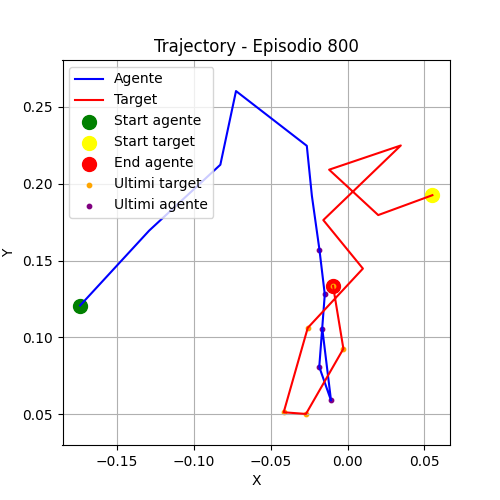 Trajectory - Episodio 800
Agente
Target
Start agente
Start target
End agente
Ultimi target
Ultimi agente
Y
0.25
0.20
0.15
0.10
0.05
−0.15
−0.10
−0.05
0.00
0.05
X